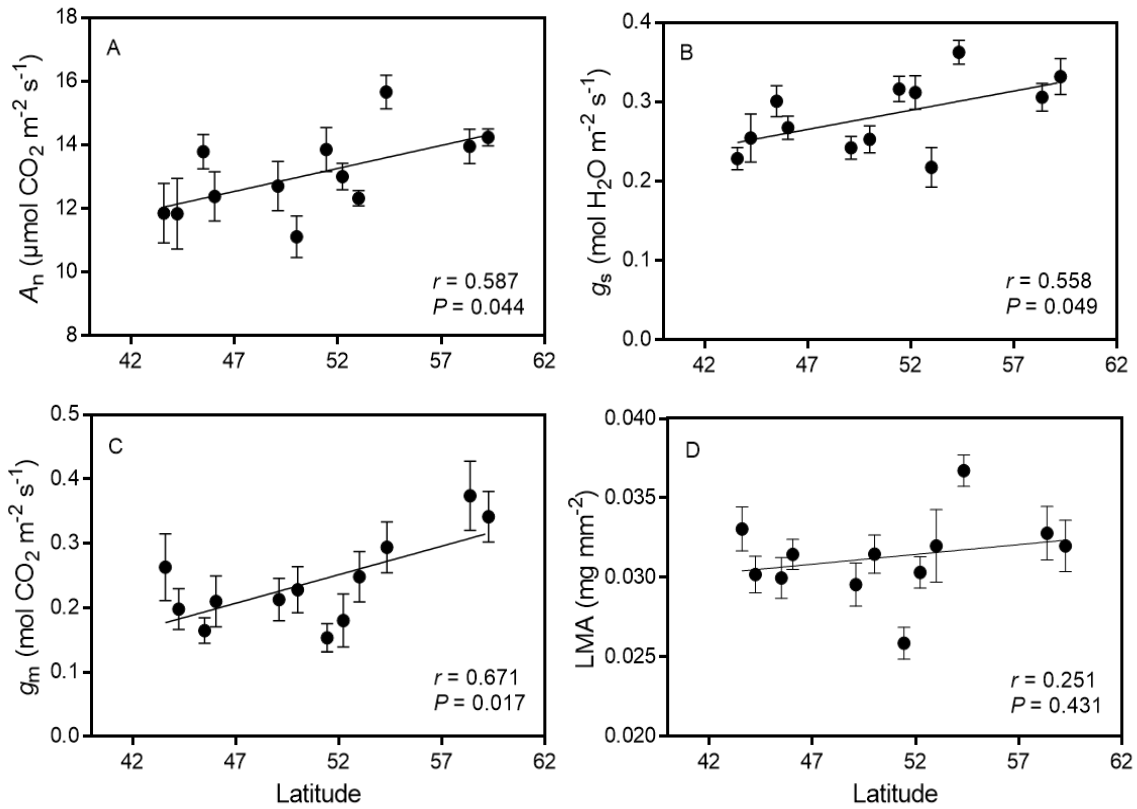 A
Aₙ (µmol CO₂ m⁻² s⁻¹)
18
16
14
12
10
8
42 47 52 57 62
r = 0.587
P = 0.044
B
gₛ (mol H₂O m⁻² s⁻¹)
0.4
0.3
0.2
0.1
0.0
42 47 52 57 62
r = 0.558
P = 0.049
C
gₘ (mol CO₂ m⁻² s⁻¹)
0.5
0.4
0.3
0.2
0.1
0.0
42 47 52 57 62
Latitude
r = 0.671
P = 0.017
D
LMA (mg mm⁻²)
0.040
0.035
0.030
0.025
0.020
42 47 52 57 62
Latitude
r = 0.251
P = 0.431